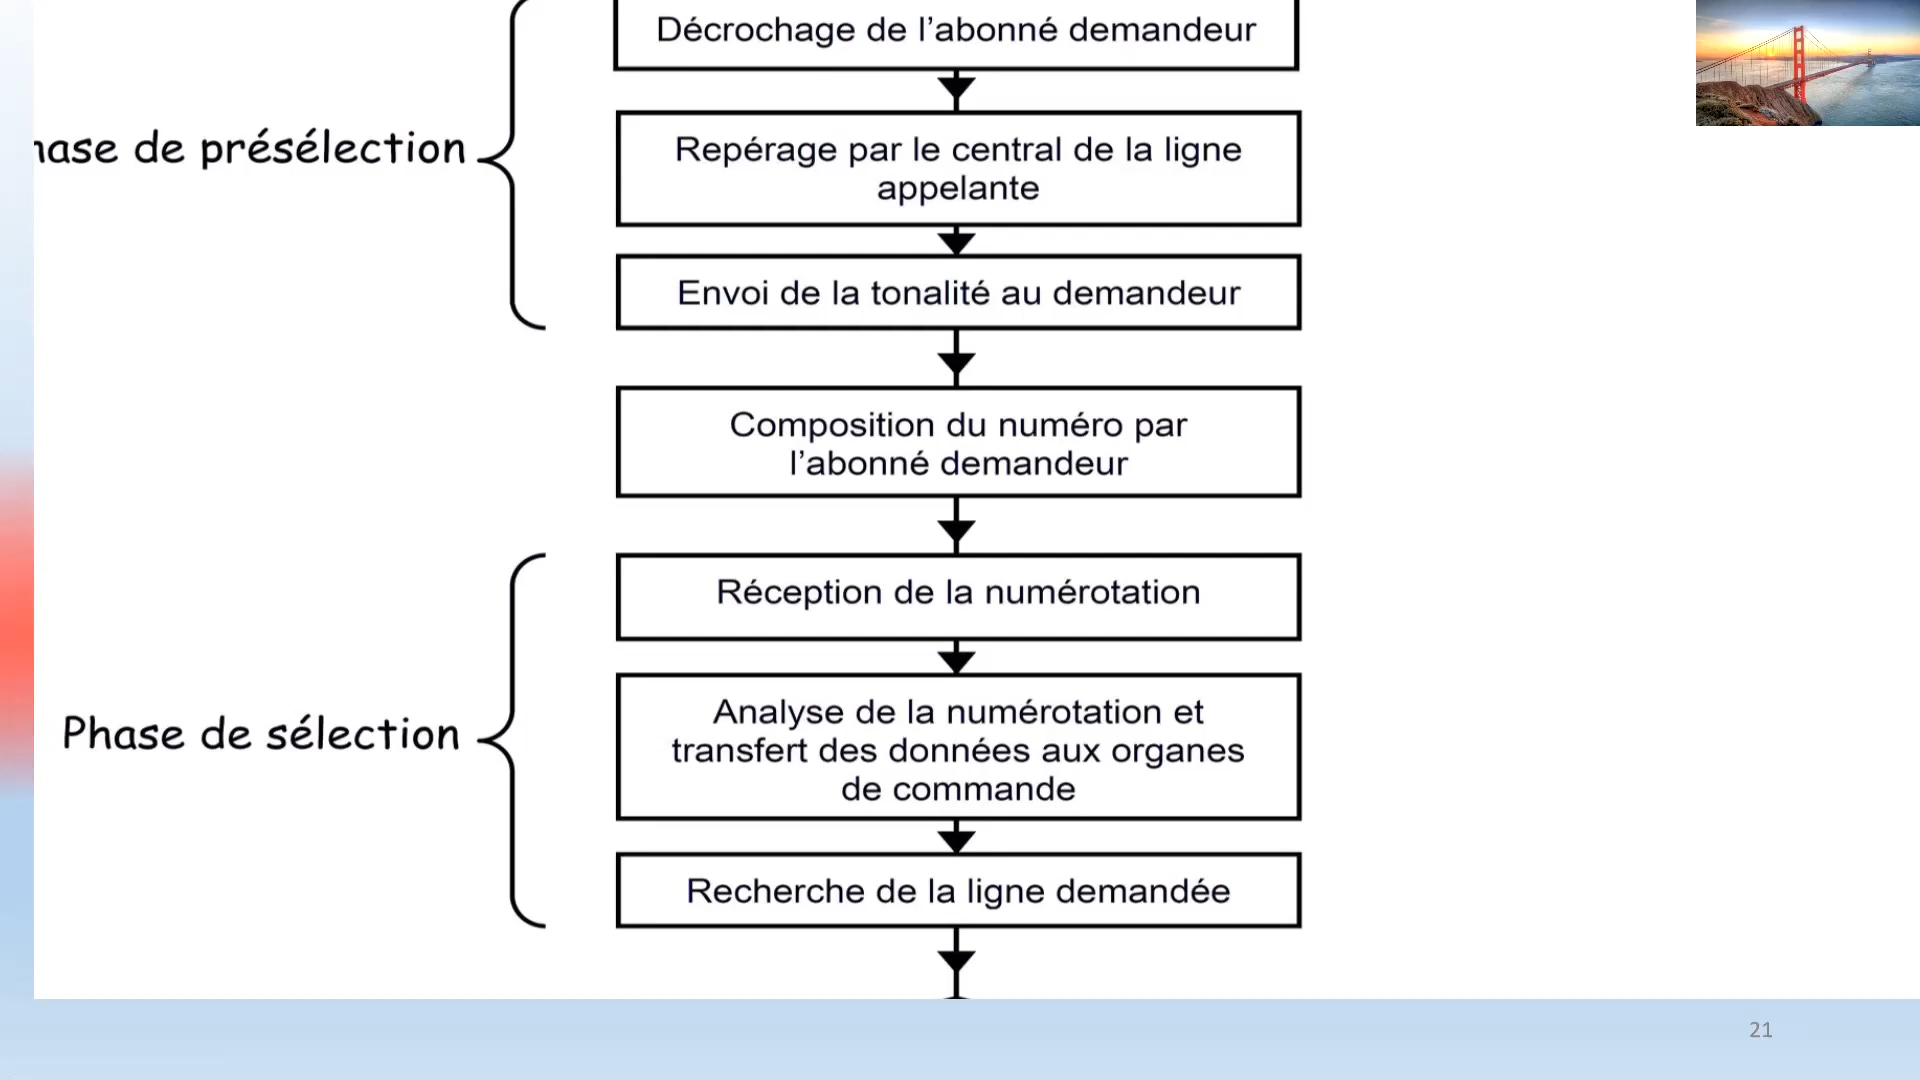 Décrochage de l’abonné demandeur
de présélection
Repérage par le central de la ligne
appelante
Envoi de la tonalité au demandeur
Composition du numéro par
l’abonné demandeur
Réception de la numérotation
Phase de sélection
Analyse de la numérotation et
transfert des données aux organes
de commande
Recherche de la ligne demandée
21